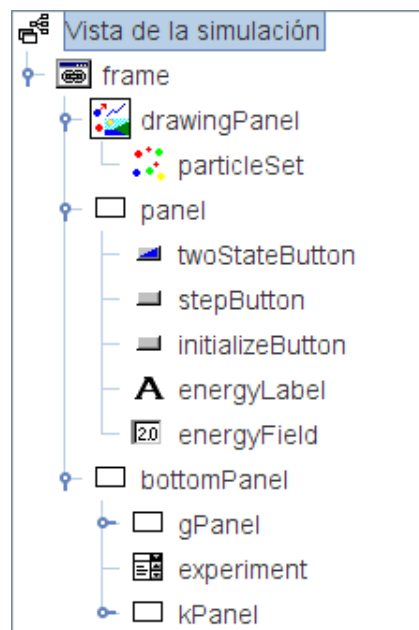 Vista de la simulación
frame
drawingPanel
particleSet
panel
twoStateButton
stepButton
initializeButton
A energyLabel
2.0 energyField
bottomPanel
gPanel
experiment
kPanel